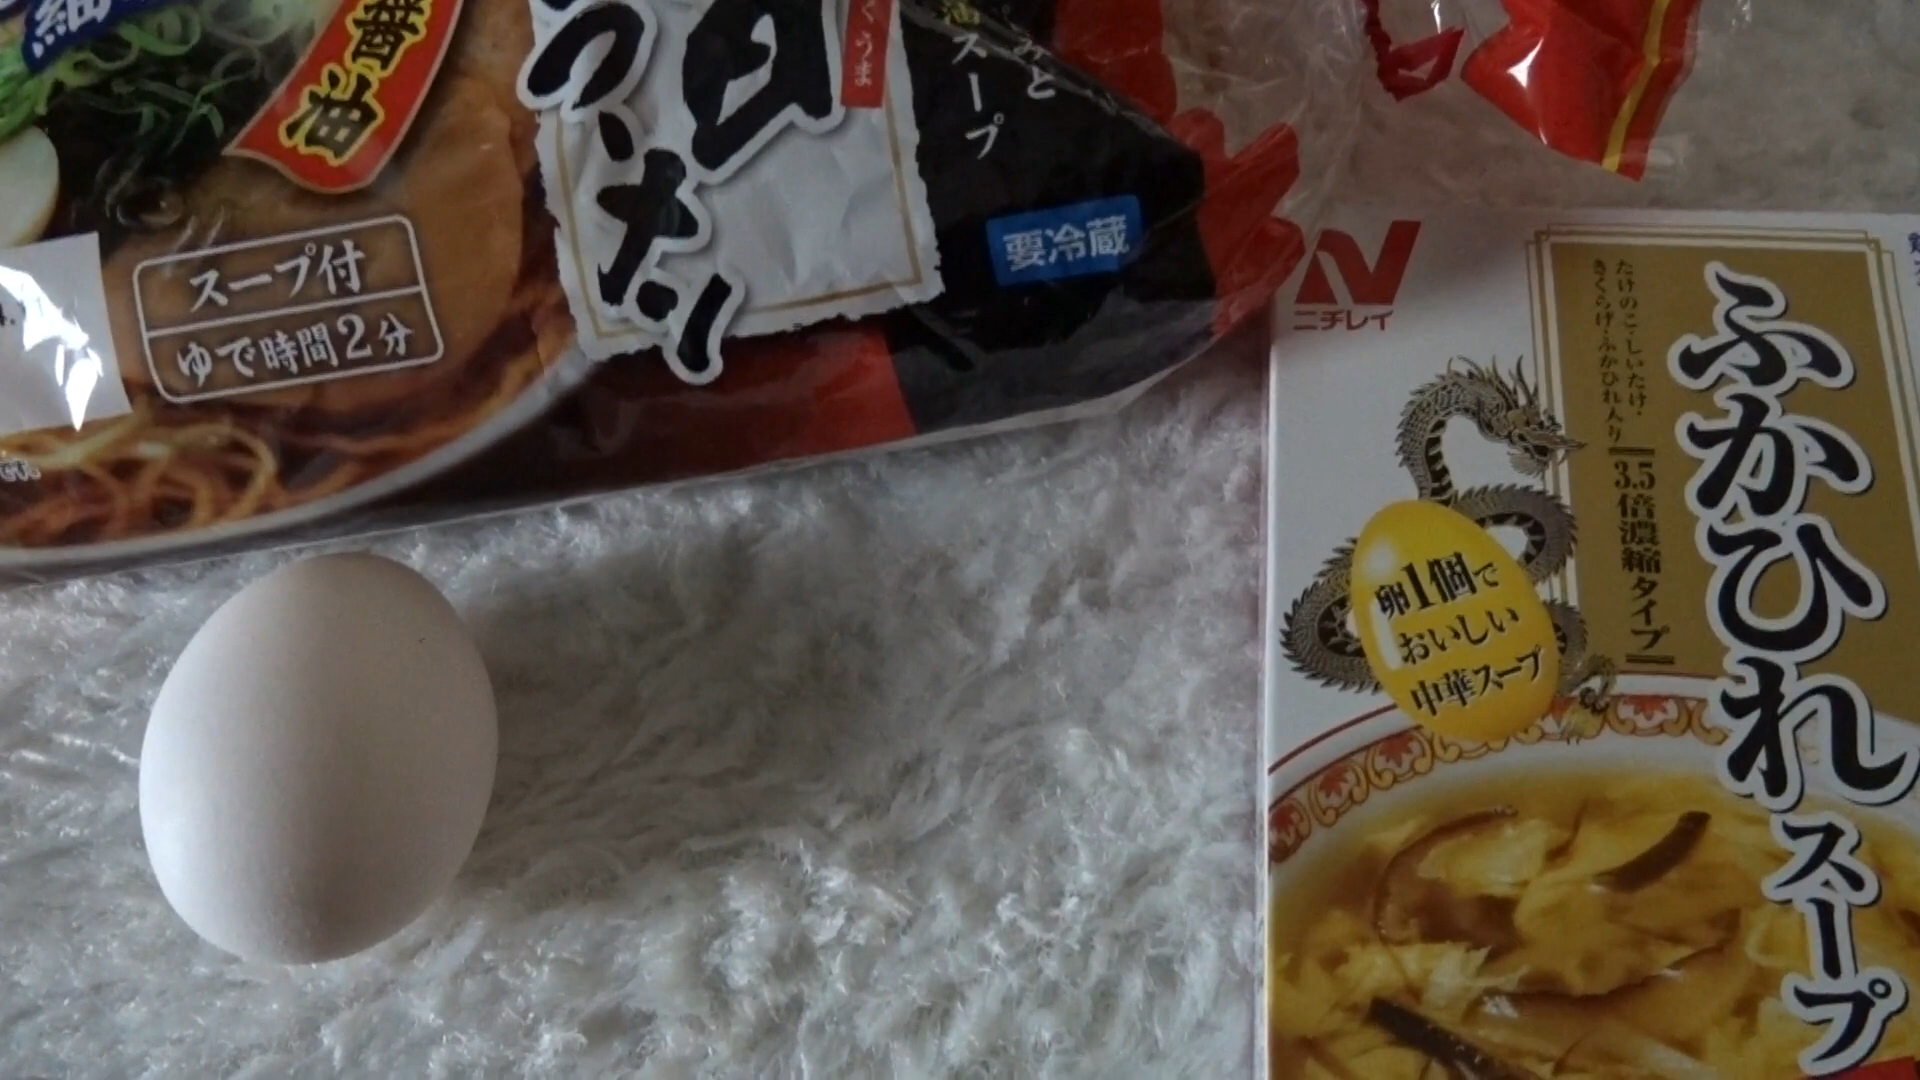 醤油
スープ
要冷蔵
スープ付
ゆで時間2分
です。
ニチレイ
たけのこ・しいたけ・
きくらげ・ふかひれ入り
3.5倍濃縮タイプ
ふかひれスープ
卵1個で
おいしい
中華スープ